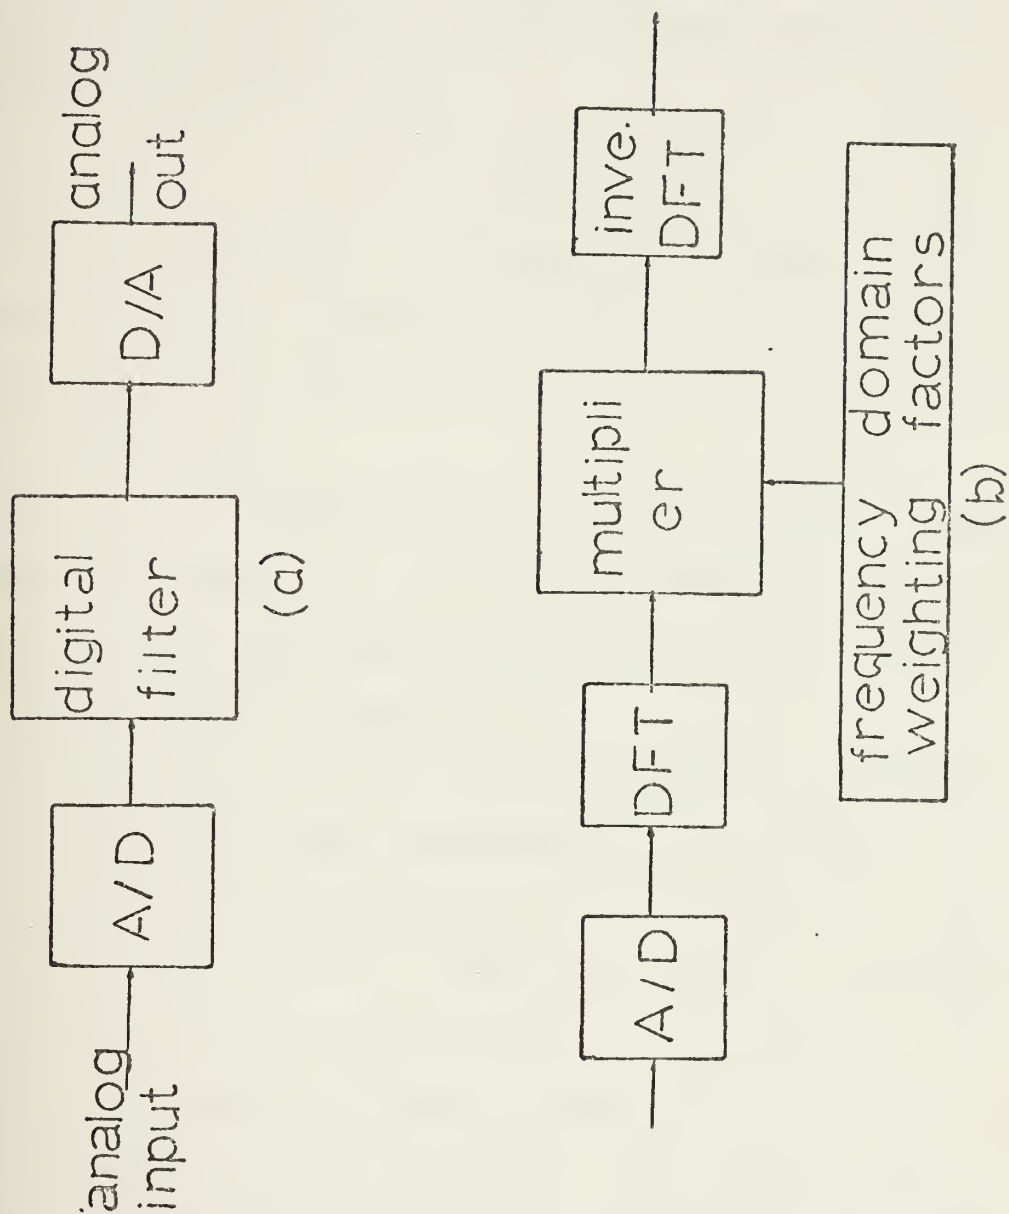 analog
input
A/D
digital
filter
D/A
analog
out
(a)
A/D
DFT
multipli
er
inve.
DFT
frequency domain
weighting factors
(b)